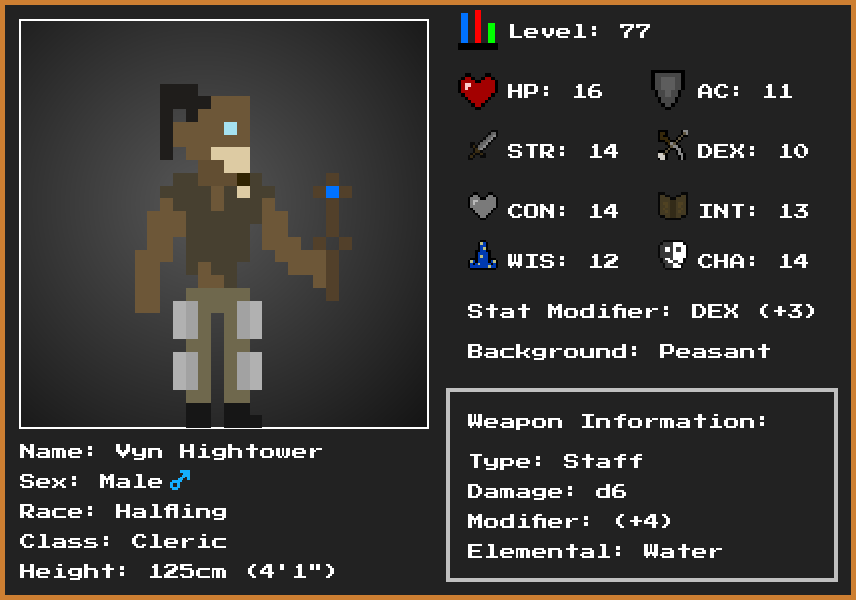 Level: 77
HP: 16 AC: 11
STR: 14 DEX: 10
CON: 14 INT: 13
WIS: 12 CHA: 14
Stat Modifier: DEX (+3)
Background: Peasant
Weapon Information:
Type: Staff
Damage: d6
Modifier: (+4)
Elemental: Water
Name: Vyn Hightower
Sex: Male♂
Race: Halfling
Class: Cleric
Height: 125cm (4'1")